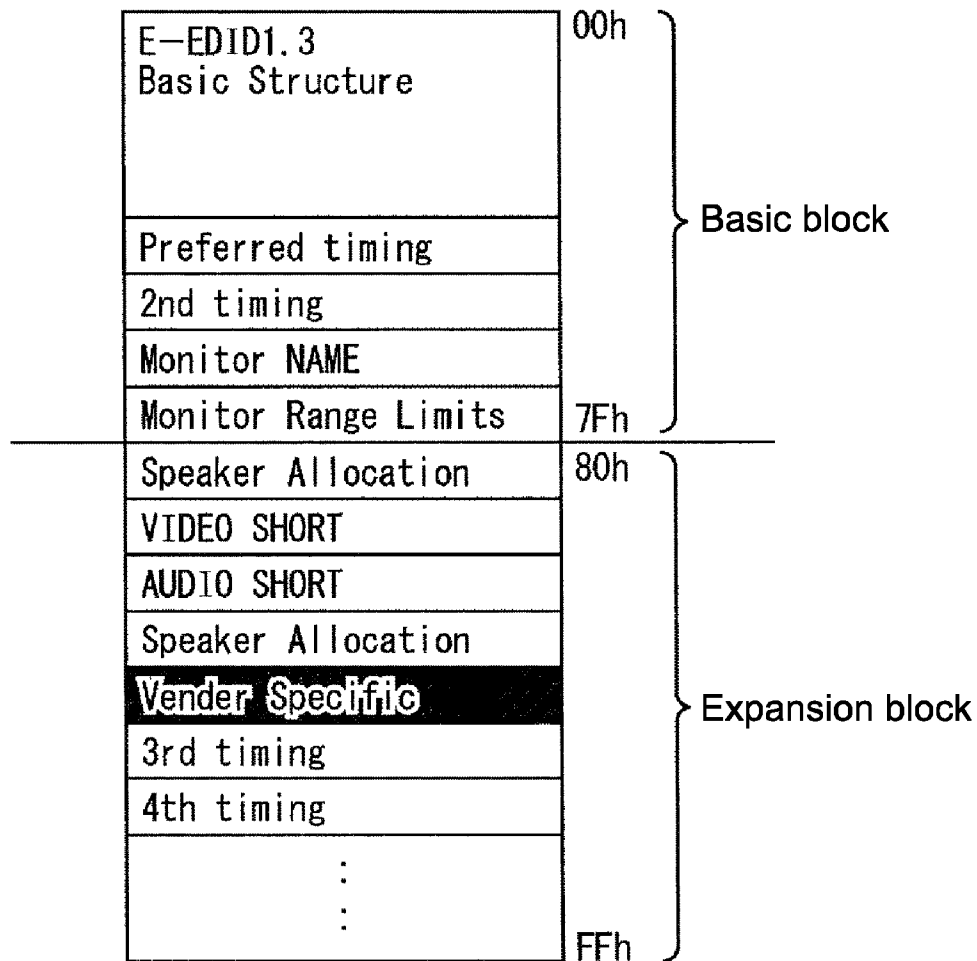 E-EDID1.3
Basic Structure
00h
Preferred timing
2nd timing
Monitor NAME
Monitor Range Limits
7Fh
Basic block
80h
Speaker Allocation
VIDEO SHORT
AUDIO SHORT
Speaker Allocation
Vender Specific
3rd timing
4th timing
:
:
FFh
Expansion block